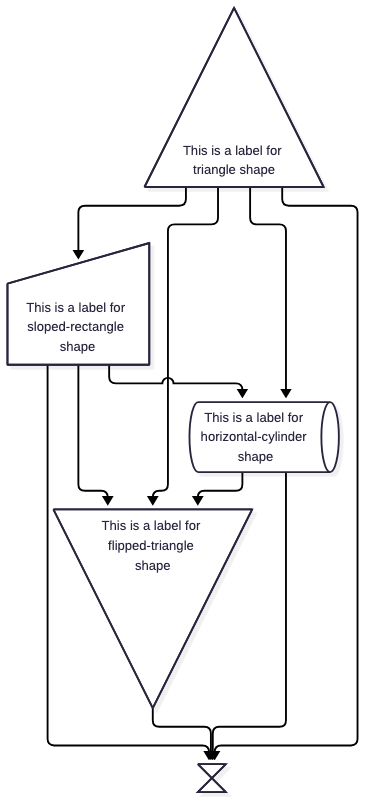 This is a label for
triangle shape
This is a label for
sloped-rectangle
shape
This is a label for
horizontal-cylinder
shape
This is a label for
flipped-triangle
shape